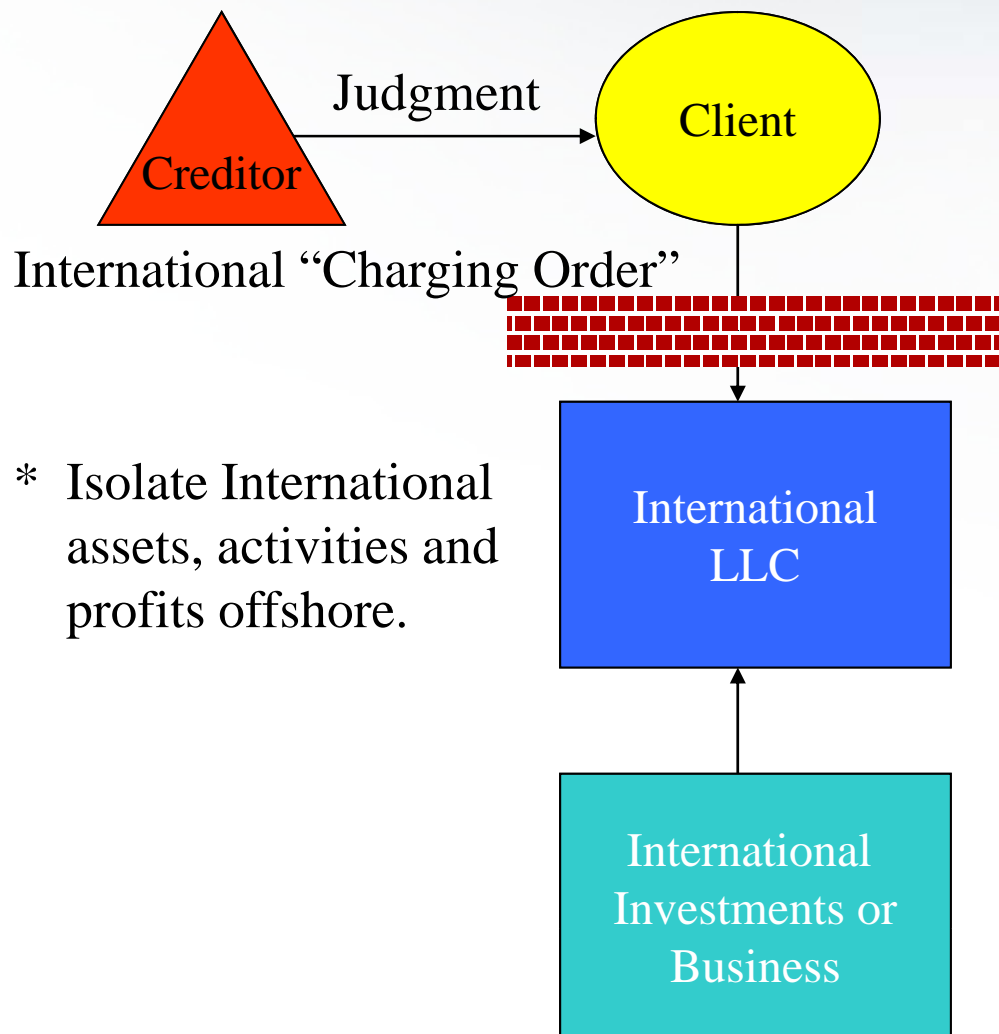 Judgment
Client
Creditor
International “Charging Order”
* Isolate International
assets, activities and
profits offshore.
International
LLC
International
Investments or
Business